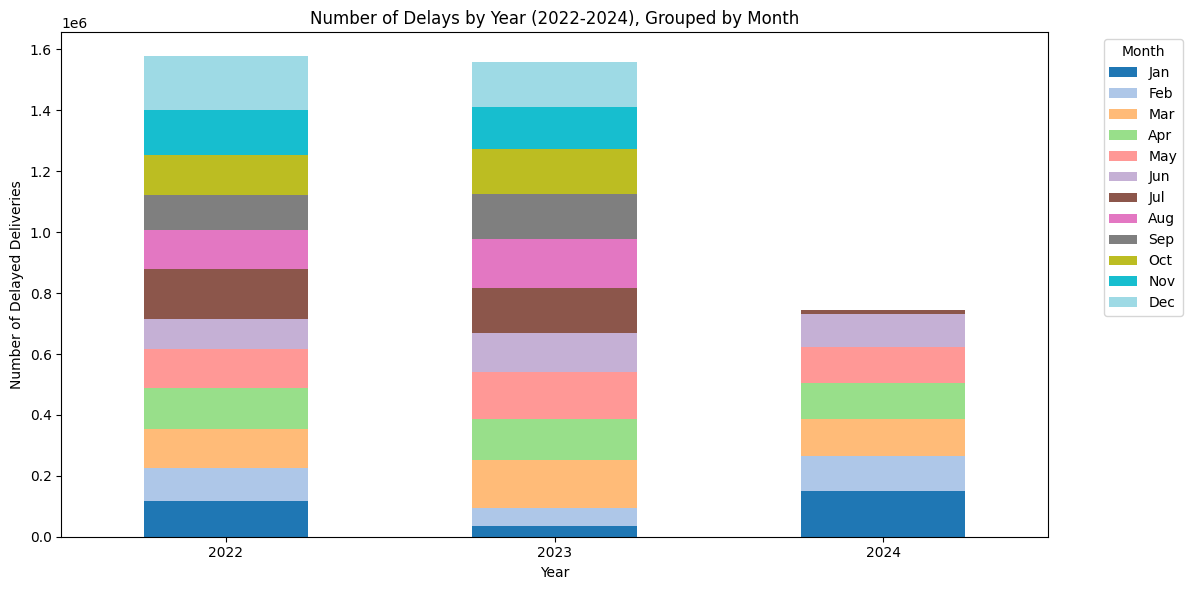 Number of Delays by Year (2022-2024), Grouped by Month
1e6
1.6
1.4
1.2
1.0
0.8
0.6
0.4
0.2
0.0
Number of Delayed Deliveries
2022
2023
2024
Year
Month
Jan
Feb
Mar
Apr
May
Jun
Jul
Aug
Sep
Oct
Nov
Dec